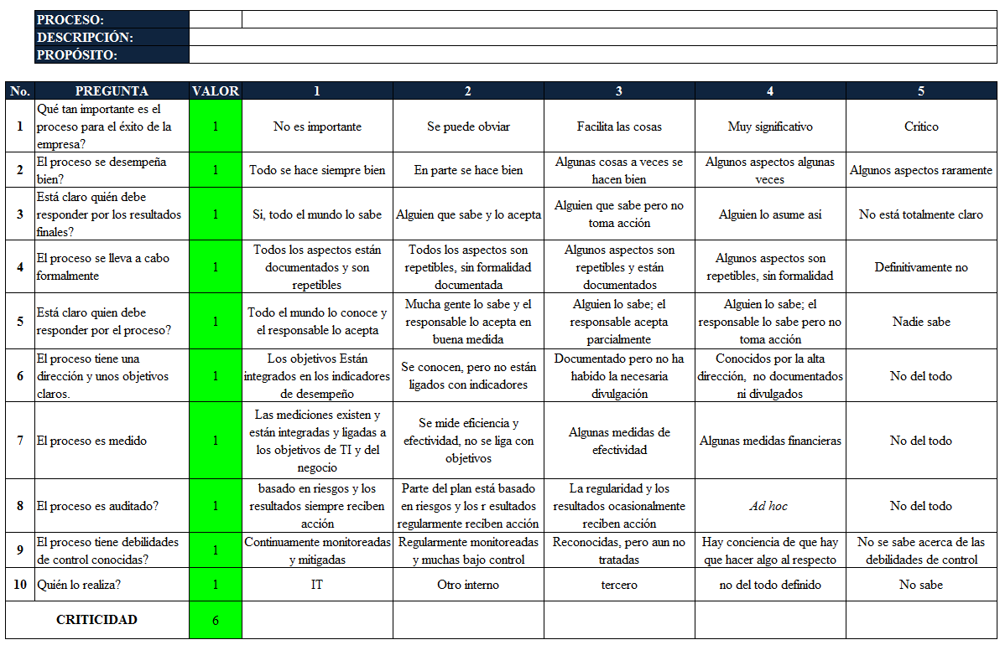 PROCESO:
DESCRIPCIÓN:
PROPÓSITO:
No. PREGUNTA VALOR 1 2 3 4 5
1
Qué tan importante es el
proceso para el éxito de la
empresa?
1
No es importante
Se puede obviar
Facilita las cosas
Muy significativo
Critico
2
El proceso se desempeña
bien?
1
Todo se hace siempre bien
En parte se hace bien
Algunas cosas a veces se
hacen bien
Algunos aspectos algunas
veces
Algunos aspectos raramente
3
Está claro quién debe
responder por los resultados
finales?
1
Si, todo el mundo lo sabe
Alguien que sabe y lo acepta
Alguien que sabe pero no
toma acción
Alguien lo asume asi
No está totalmente claro
4
El proceso se lleva a cabo
formalmente
1
Todos los aspectos están
documentados y son
repetibles
Todos los aspectos son
repetibles, sin formalidad
documentada
Algunos aspectos son
repetibles y están
documentados
Algunos aspectos son
repetibles, sin formalidad
Definitivamente no
5
Está claro quien debe
responder por el proceso?
1
Todo el mundo lo conoce y
el responsable lo acepta
Mucha gente lo sabe y el
responsable lo acepta en
buena medida
Alguien lo sabe; el
responsable acepta
parcialmente
Alguien lo sabe; el
responsable lo sabe pero no
toma acción
Nadie sabe
6
El proceso tiene una
dirección y unos objetivos
claros.
1
Los objetivos Están
integrados en los indicadores
de desempeño
Se conocen, pero no están
ligados con indicadores
Documentado pero no ha
habido la necesaria
divulgación
Conocidos por la alta
dirección, no documentados
ni divulgados
No del todo
7
El proceso es medido
1
Las mediciones existen y
están integradas y ligadas a
los objetivos de TI y del
negocio
Se mide eficiencia y
efectividad, no se liga con
objetivos
Algunas medidas de
efectividad
Algunas medidas financieras
No del todo
8
El proceso es auditado?
1
basado en riesgos y los
resultados siempre reciben
acción
Parte del plan está basado
en riesgos y los r esultados
regularmente reciben acción
La regularidad y los
resultados ocasionalmente
reciben acción
Ad hoc
No del todo
9
El proceso tiene debilidades
de control conocidas?
1
Continuamente monitoreadas
y mitigadas
Regularmente monitoreadas
y muchas bajo control
Reconocidas, pero aun no
tratadas
Hay conciencia de que hay
que hacer algo al respecto
No se sabe acerca de las
debilidades de control
10
Quién lo realiza?
1
IT
Otro interno
tercero
no del todo definido
No sabe
CRITICIDAD
6